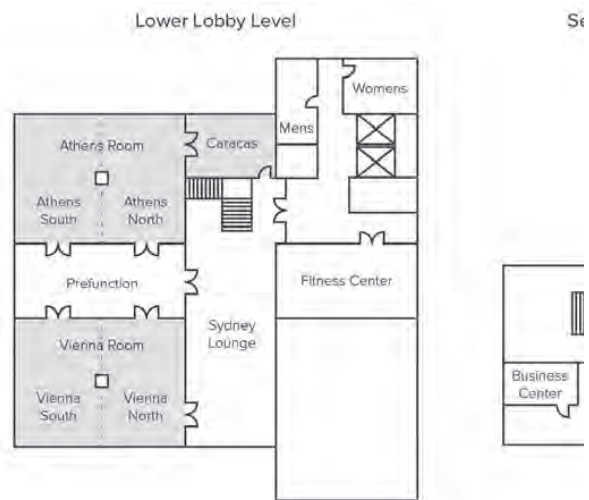 Lower Lobby Level
Se
Womens
Mens
Athens Room
Caracas
Athens
South
Athens
North
Prefunction
Fitness Center
Vienna Room
Sydney
Lounge
Vienna
South
Vienna
North
Business
Center